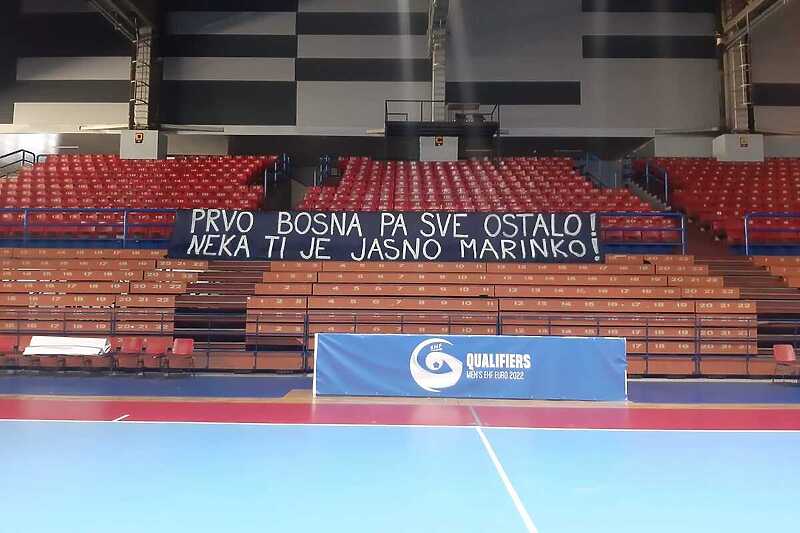 PRVO BOSNA PA SVE OSTALO!
NEKA TI JE JASNO MARINKO!
EHF
QUALIFIERS
MEN'S EHF EURO 2022